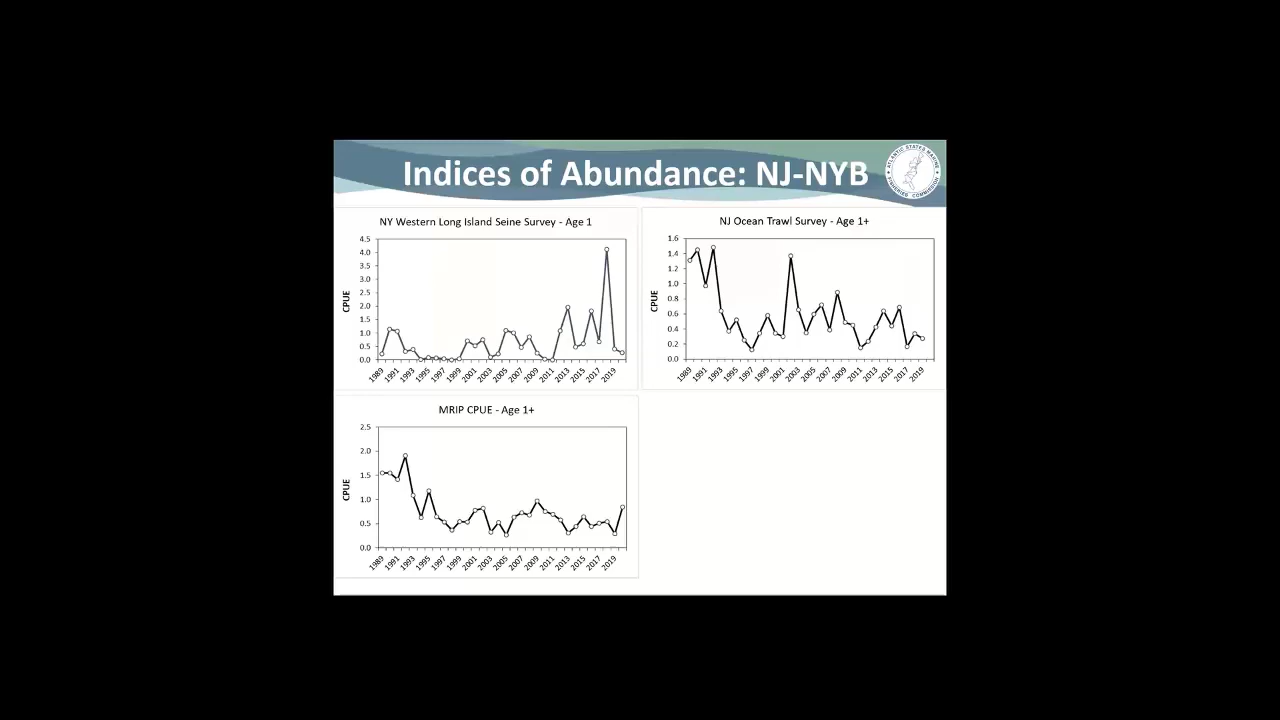 Indices of Abundance: NJ-NYB
ATLANTIC STATES MARINE FISHERIES COMMISSION
NY Western Long Island Seine Survey - Age 1
CPUE
4.5
4.0
3.5
3.0
2.5
2.0
1.5
1.0
0.5
0.0
1989 1991 1993 1995 1997 1999 2001 2003 2005 2007 2009 2011 2013 2015 2017 2019
NJ Ocean Trawl Survey - Age 1+
CPUE
1.6
1.4
1.2
1.0
0.8
0.6
0.4
0.2
0.0
1989 1991 1993 1995 1997 1999 2001 2003 2005 2007 2009 2011 2013 2015 2017 2019
MRIP CPUE - Age 1+
CPUE
2.5
2.0
1.5
1.0
0.5
0.0
1989 1991 1993 1995 1997 1999 2001 2003 2005 2007 2009 2011 2013 2015 2017 2019